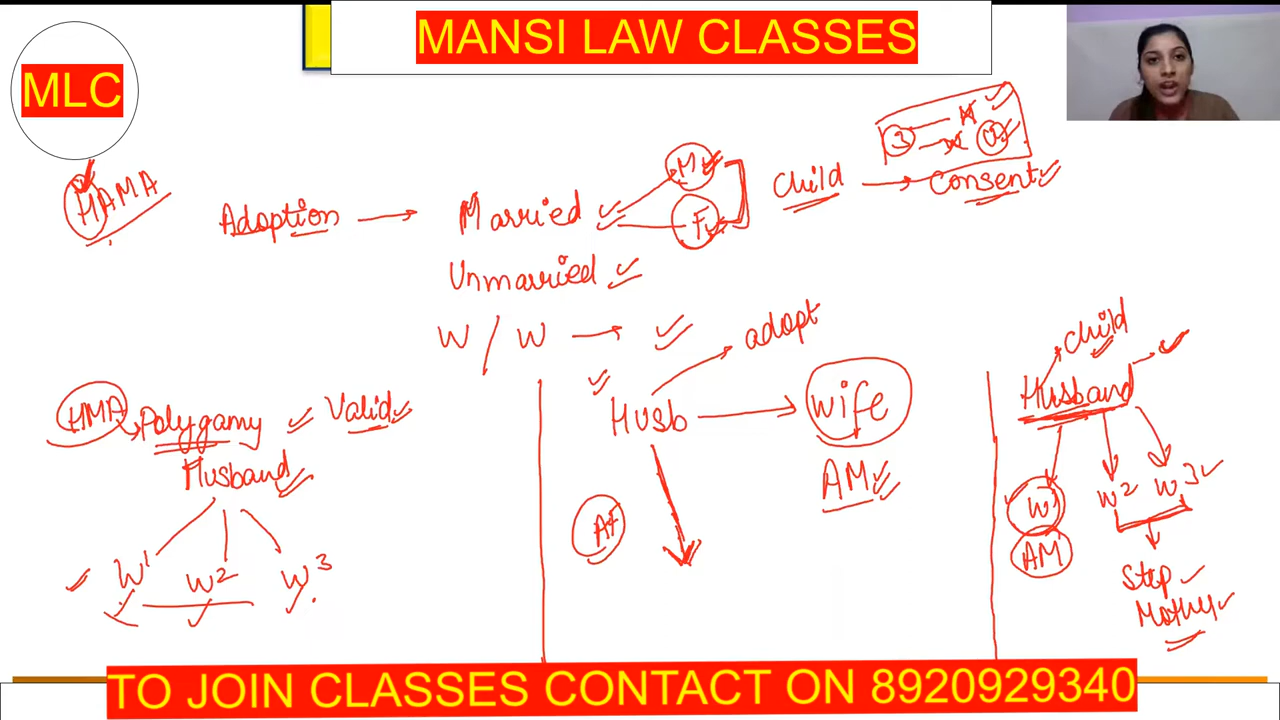 MANSI LAW CLASSES
MLC
HAMA
Adoption → Married
M
F
Child → Consent
3
Unmarried
W / W →
adopt
Child
HMA
Polygamy
Valid
Husband
W1 W2 W3
Husb → wife
AM
AF
Husband
W1 W2 W3
AM
Step
Mother
TO JOIN CLASSES CONTACT ON 8920929340